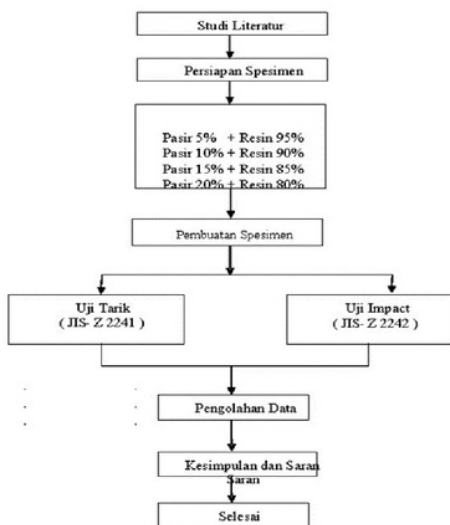 Studi Literatur
Persiapan Spesimen
Pasir 5% + Resin 95%
Pasir 10% + Resin 90%
Pasir 15% + Resin 85%
Pasir 20% + Resin 80%
Pembuatan Spesimen
Uji Tarik
( JIS- Z 2241 )
Uji Impact
( JIS- Z 2242 )
Pengolahan Data
Kesimpulan dan Saran
Saran
Selesai